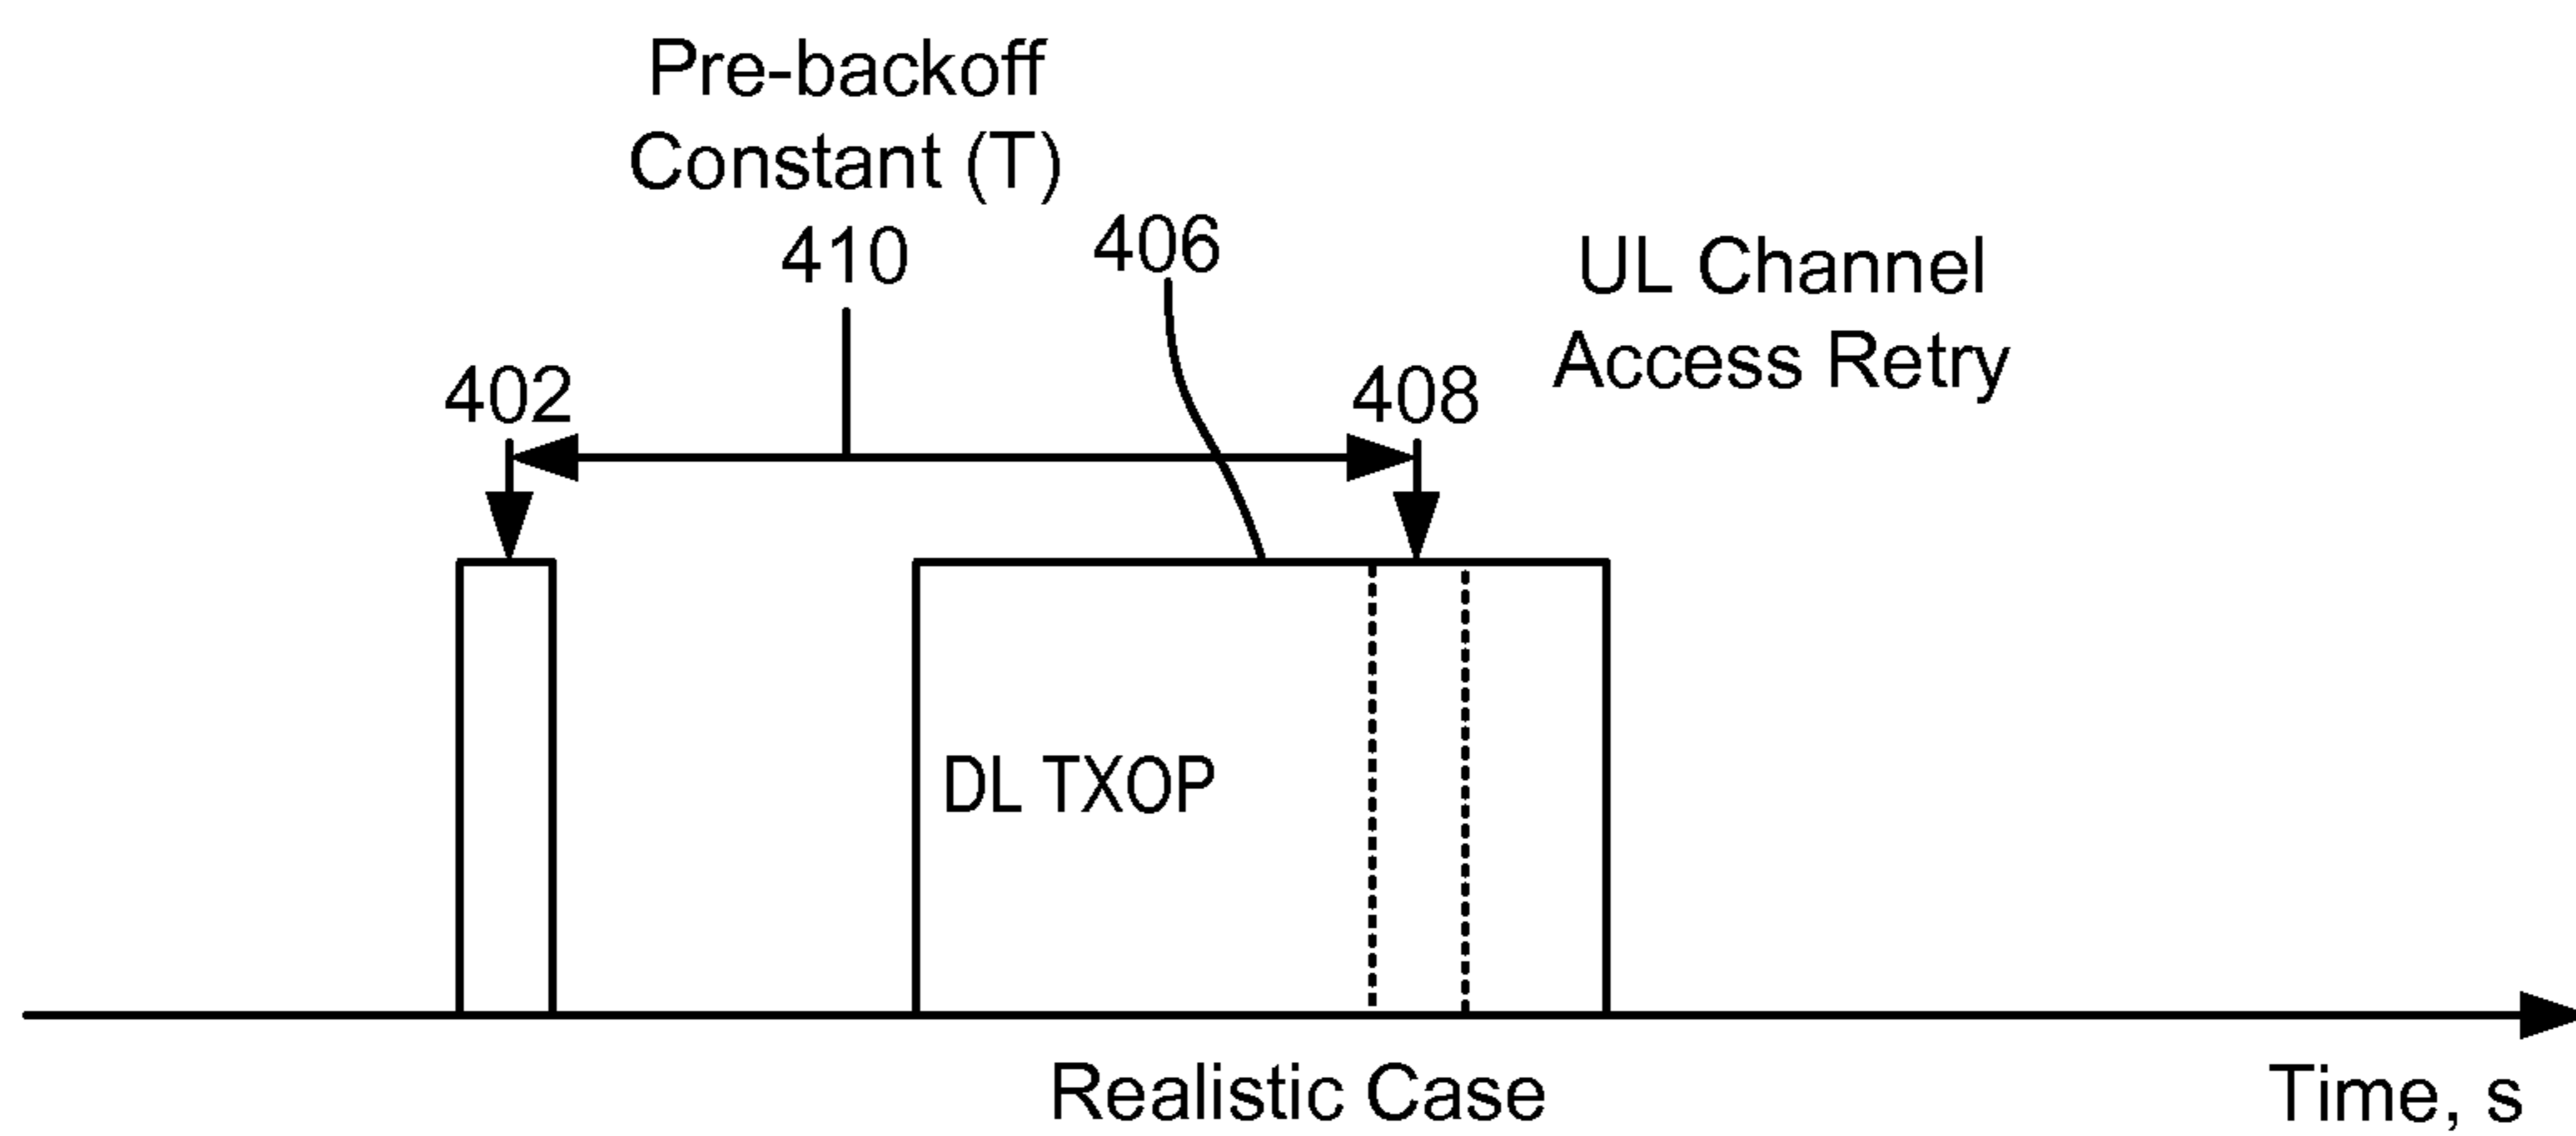 Pre-backoff
Constant (T)
410
406
UL Channel
Access Retry
402
408
DL TXOP
Realistic Case
Time, s